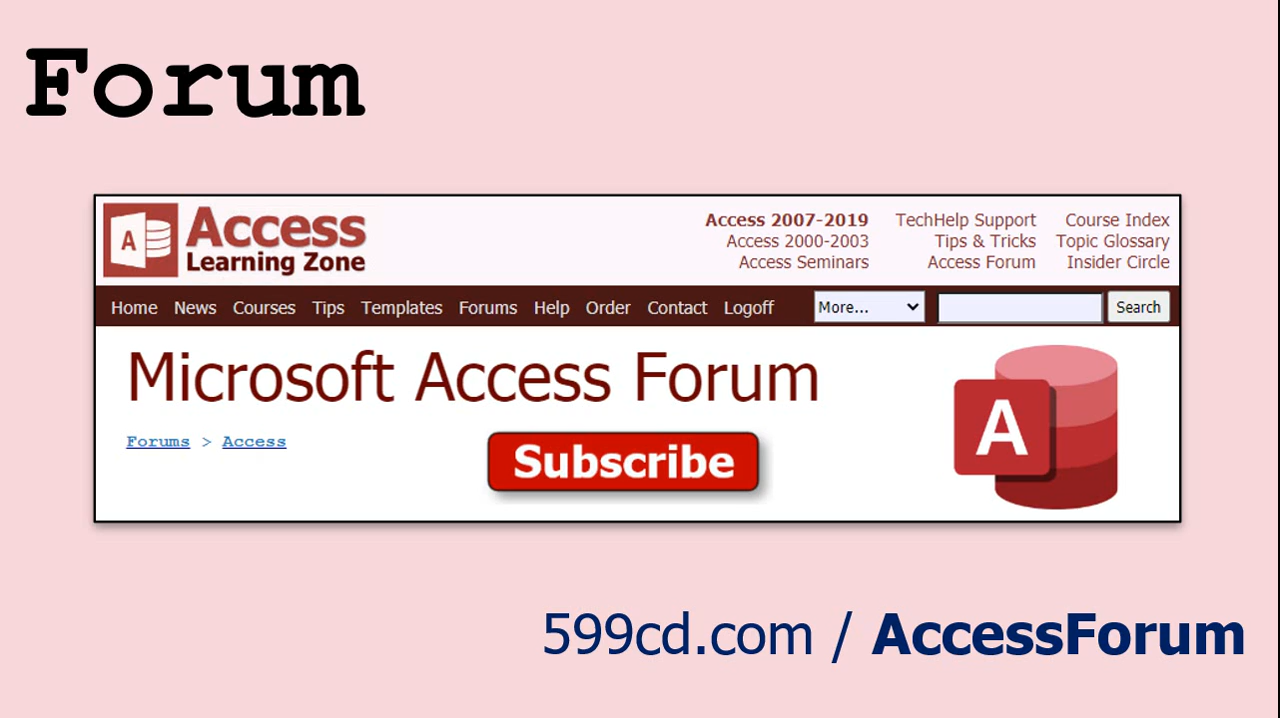 Forum
A Access
Learning Zone
Access 2007-2019 TechHelp Support Course Index
Access 2000-2003 Tips & Tricks Topic Glossary
Access Seminars Access Forum Insider Circle
Home News Courses Tips Templates Forums Help Order Contact Logoff More... Search
Microsoft Access Forum
Forums > Access
Subscribe
A
599cd.com / AccessForum